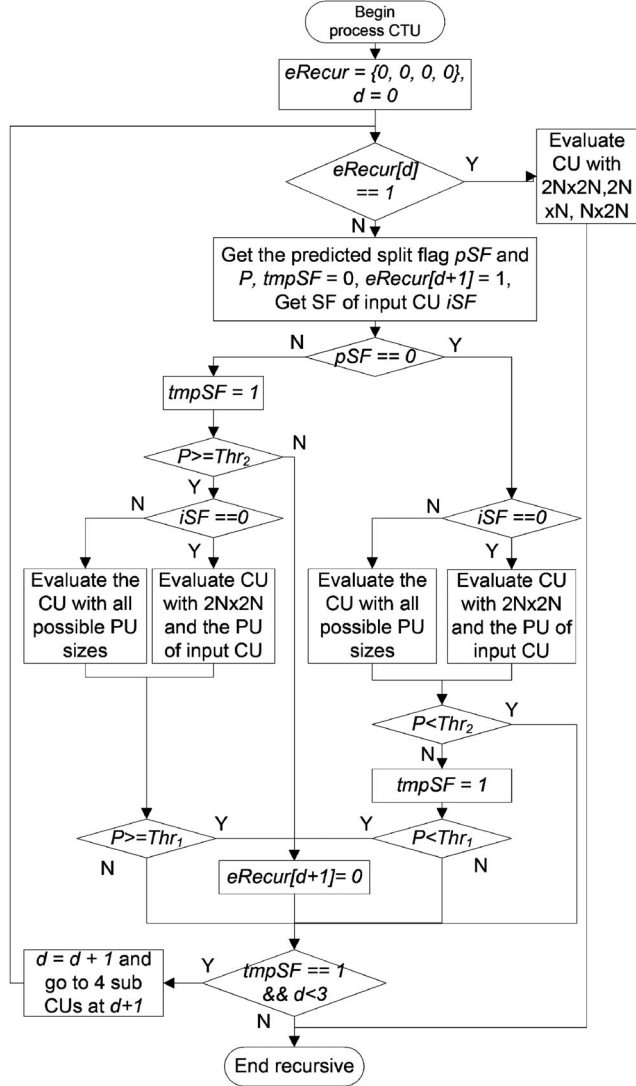 Begin
process CTU
eRecur = {0, 0, 0, 0},
d = 0
eRecur[d]
== 1
Y
N
Evaluate
CU with
2Nx2N,2N
xN, Nx2N
Get the predicted split flag pSF and
P, tmpSF = 0, eRecur[d+1] = 1,
Get SF of input CU iSF
N
pSF == 0
Y
tmpSF = 1
P>=Thr2
N
Y
N
iSF ==0
Y
N
iSF ==0
Y
Evaluate the
CU with all
possible PU
sizes
Evaluate CU
with 2Nx2N
and the PU
of input CU
Evaluate the
CU with all
possible PU
sizes
Evaluate CU
with 2Nx2N
and the PU of
input CU
P<Thr2
Y
N
tmpSF = 1
P>=Thr1
Y
N
Y
P<Thr1
N
eRecur[d+1]= 0
d = d + 1 and
go to 4 sub
CUs at d+1
Y
tmpSF == 1
&& d<3
N
End recursive